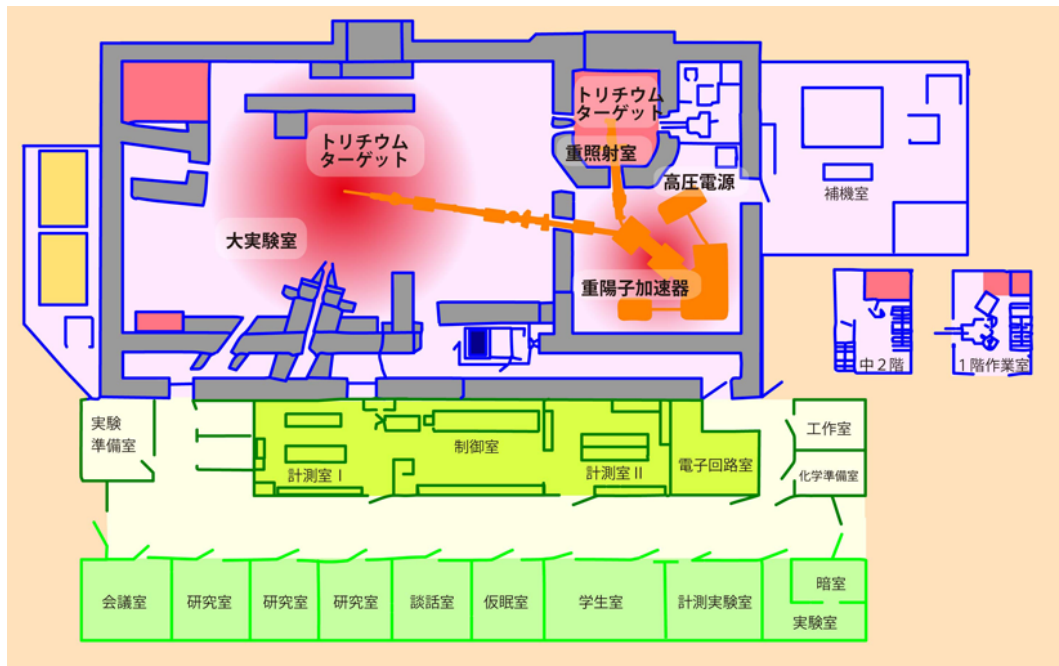 トリチウム
ターゲット
トリチウム
ターゲット
重照射室
高圧電源
補機室
大実験室
重陽子加速器
中２階
１階作業室
実験
準備室
計測室Ⅰ
制御室
計測室Ⅱ
電子回路室
工作室
化学準備室
会議室
研究室
研究室
研究室
談話室
仮眠室
学生室
計測実験室
暗室
実験室